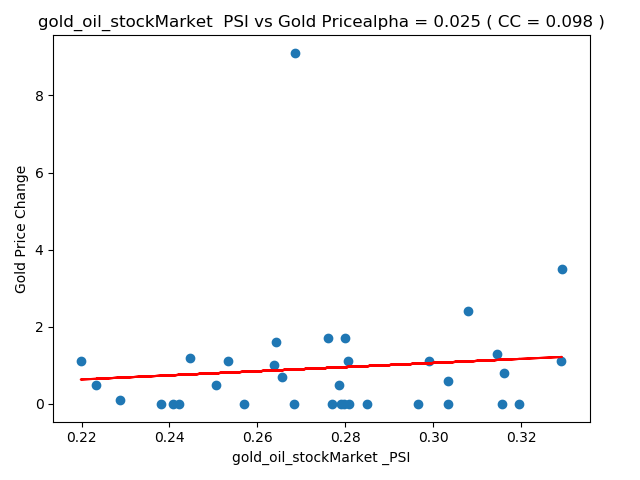 gold_oil_stockMarket  PSI vs Gold Pricealpha = 0.025 ( CC = 0.098 )
8
6
4
2
0
Gold Price Change
0.22 0.24 0.26 0.28 0.30 0.32
gold_oil_stockMarket _PSI